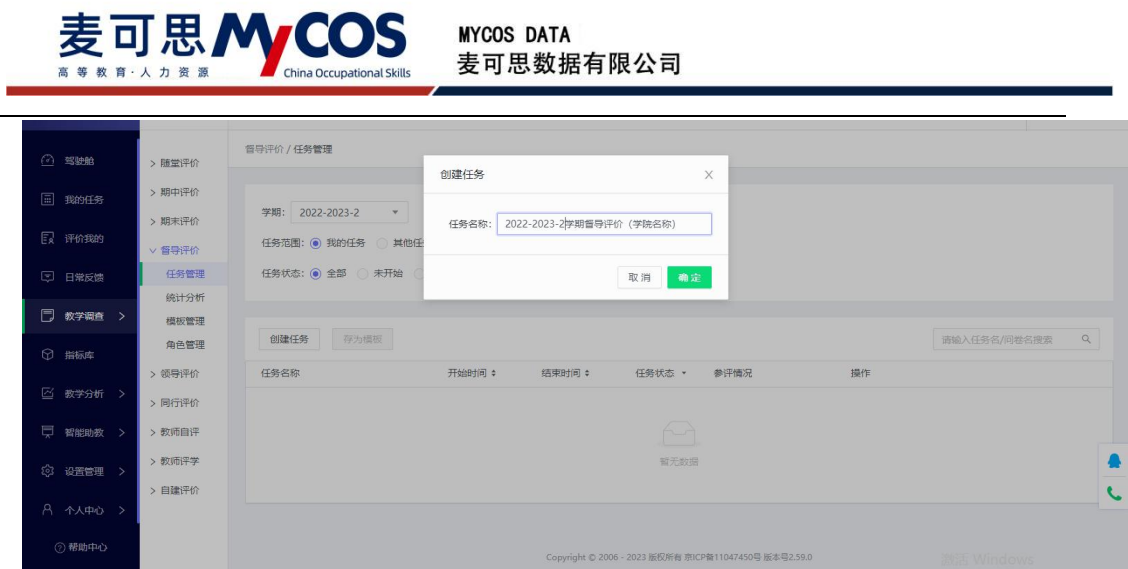 麦可思 MyCOS
高等教育·人力资源 China Occupational Skills
MYCOS DATA
麦可思数据有限公司
驾驶舱
我的任务
评价我的
日常反馈
教学调查 >
指标库
教学分析 >
智能助教 >
设置管理 >
个人中心 >
帮助中心
> 随堂评价
> 期中评价
> 期末评价
∨ 督导评价
任务管理
统计分析
模板管理
角色管理
> 领导评价
> 同行评价
> 教师自评
> 教师评学
> 自建评价
督导评价 / 任务管理
学期: 2022-2023-2
任务范围: 我的任务 其他任
任务状态: 全部 未开始
创建任务 X
任务名称: 2022-2023-2学期督导评价（学院名称）
取消 确定
创建任务 存为模板 请输入任务名/问卷名搜索
任务名称 开始时间 结束时间 任务状态 参评情况 操作
暂无数据
Copyright © 2006 - 2023 版权所有 京ICP备11047450号 版本号2.59.0
激活 Windows